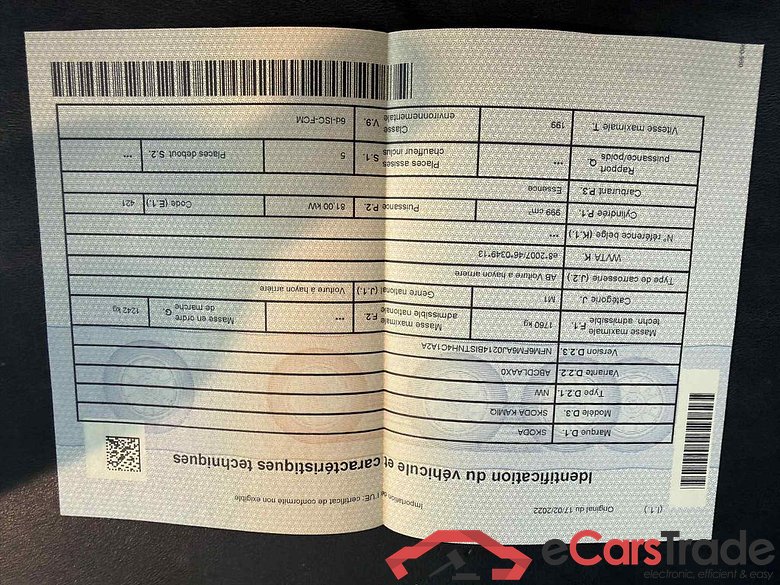 (I.1.) Original du 17/02/2022 Importation de l'UE: certificat de conformité non exigible
Identification du véhicule et caractéristiques techniques
Marque D.1. SKODA
Modèle D.3. SKODA KAMIQ
Type D.2.1. NW
Variante D.2.2. ABCDLAAX0
Version D.2.3. NFM6FM6AJ0214BISTNH4C1A2A
Masse maximale techn. admissible F.1. 1760 kg Masse maximale admissible nationale F.2. *** Masse en ordre de marche G. 1242 kg
Catégorie J. M1 Genre national (J.1.) Voiture à hayon arrière
Type de carrosserie (J.2.) AB Voiture à hayon arrière
WVTA K. e8*2007/46*0349*13
N° référence belge (K.1.) ***
Cylindrée P.1. 999 cm³ Puissance P.2. 81,00 kW Code (E.1.) 421
Carburant P.3. Essence
Rapport puissance/poids Q. *** Places assises chauffeur inclus S.1. 5 Places debout S.2. ***
Vitesse maximale T. 199 Classe environnementale V.9. 6d-ISC-FCM
eCarsTrade
electronic, efficient & easy